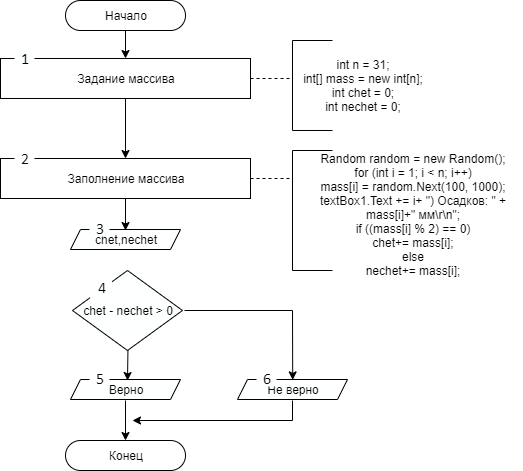 Начало
1
Задание массива
int n = 31;
int[] mass = new int[n];
int chet = 0;
int nechet = 0;
2
Заполнение массива
Random random = new Random();
for (int i = 1; i < n; i++)
mass[i] = random.Next(100, 1000);
textBox1.Text += i+ ") Осадков: " +
mass[i]+" мм\r\n";
if ((mass[i] % 2) == 0)
chet+= mass[i];
else
nechet+= mass[i];
3
chet,nechet
4
chet - nechet > 0
5
Верно
6
Не верно
Конец